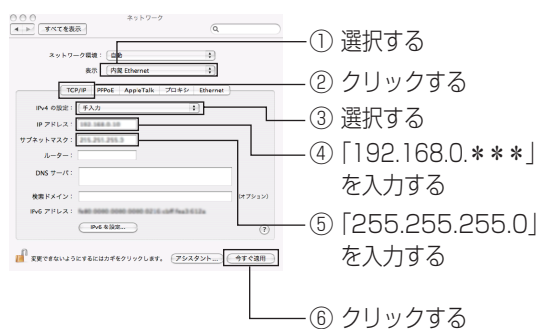 ネットワーク
すべてを表示
ネットワーク環境： 自動
表示： 内蔵 Ethernet
TCP/IP PPPoE AppleTalk プロキシ Ethernet
IPv4 の設定： 手入力
IP アドレス：
サブネットマスク：
ルーター：
DNS サーバ：
検索ドメイン： (オプション)
IPv6 アドレス：
IPv6 を設定... ?
変更できないようにするにはカギをクリックします。 アシスタント... 今すぐ適用
① 選択する
② クリックする
③ 選択する
④「192.168.0.＊＊＊」
を入力する
⑤「255.255.255.0」
を入力する
⑥ クリックする